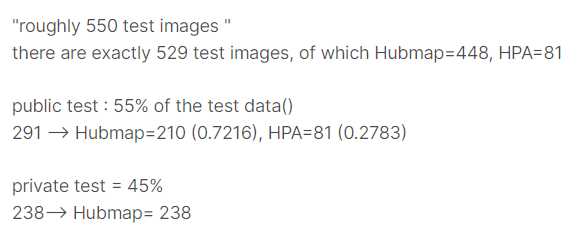 "roughly 550 test images "
there are exactly 529 test images, of which Hubmap=448, HPA=81
public test : 55% of the test data()
291 --> Hubmap=210 (0.7216), HPA=81 (0.2783)
private test = 45%
238--> Hubmap= 238